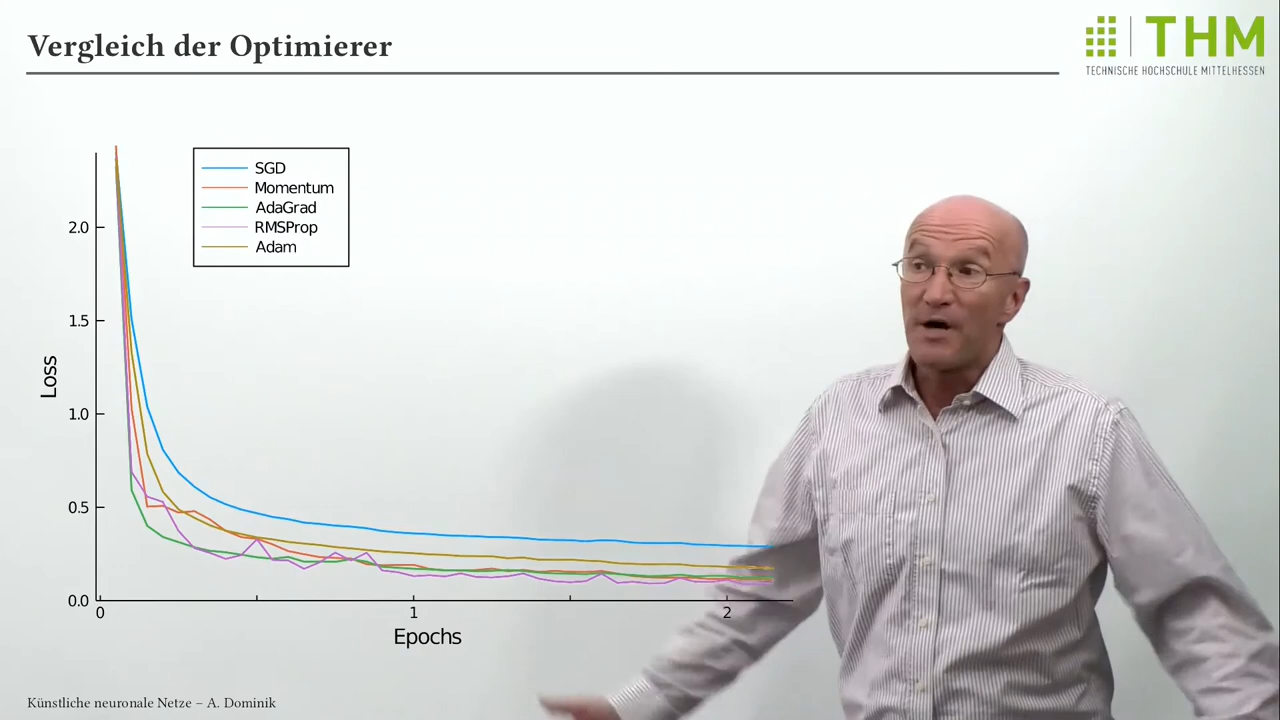 Vergleich der Optimierer
THM
TECHNISCHE HOCHSCHULE MITTELHESSEN
SGD
Momentum
AdaGrad
RMSProp
Adam
2.0
1.5
1.0
0.5
0.0
Loss
0 1 2
Epochs
Künstliche neuronale Netze – A. Dominik